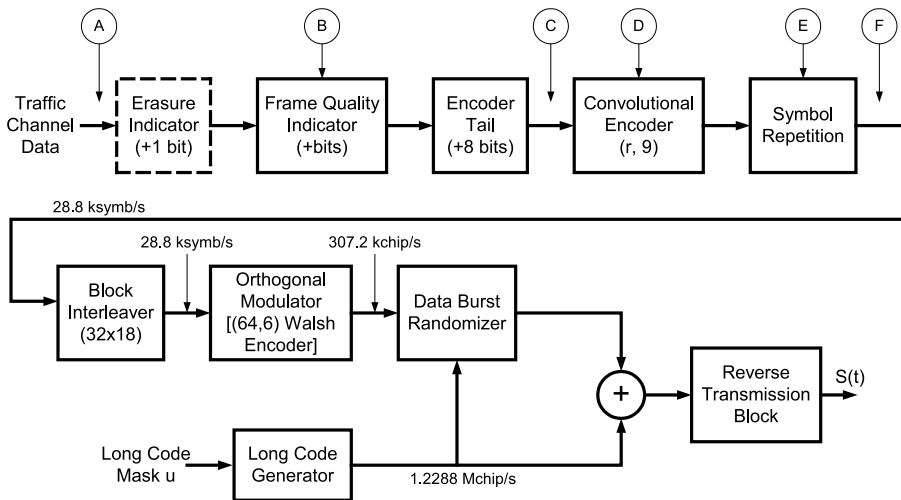 A
B
C
D
E
F
Traffic
Channel
Data
Erasure
Indicator
(+1 bit)
Frame Quality
Indicator
(+bits)
Encoder
Tail
(+8 bits)
Convolutional
Encoder
(r, 9)
Symbol
Repetition
28.8 ksymb/s
28.8 ksymb/s
307.2 kchip/s
Block
Interleaver
(32x18)
Orthogonal
Modulator
[(64,6) Walsh
Encoder]
Data Burst
Randomizer
+
Reverse
Transmission
Block
S(t)
Long Code
Mask u
Long Code
Generator
1.2288 Mchip/s